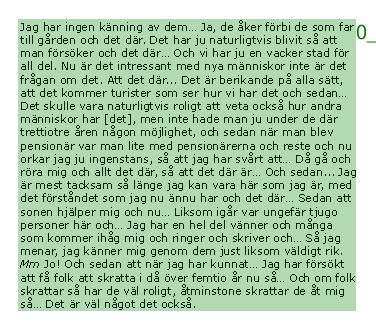 Jag har ingen känning av dem... Ja, de åker förbi de som far
till gården och det där. Det har ju naturligtvis blivit så att
man försöker och det där... Och vi har ju en vacker stad för
all del. Nu är det intressant med nya människor inte är det
frågan om det. Att det där... Det är berikande på alla sätt,
att det kommer turister som ser hur vi har det och sedan...
Det skulle vara naturligtvis roligt att veta också hur andra
människor har [det], men inte hade man ju under de där
trettiotre åren någon möjlighet, och sedan när man blev
pensionär var man lite med pensionärerna och reste och nu
orkar jag ju ingenstans, så att jag har svårt att... Då gå och
röra mig och allt det där, så att det där är... Och sedan... Jag
är mest tacksam så länge jag kan vara här som jag är, med
det förståndet som jag nu ännu har och det där... Sedan att
sonen hjälper mig och nu... Liksom igår var ungefär tjugo
personer här och... Jag har en hel del vänner och många
som kommer ihåg mig och ringer och skriver och... Så jag
menar, jag känner mig genom dem just liksom väldigt rik.
Mm Jo! Och sedan att när jag har kunnat... Jag har försökt
att få folk att skratta i då över femtio år nu så... Och om folk
skrattar så har de väl roligt, åtminstone skrattar de åt mig
så... Det är väl något det också.
0_